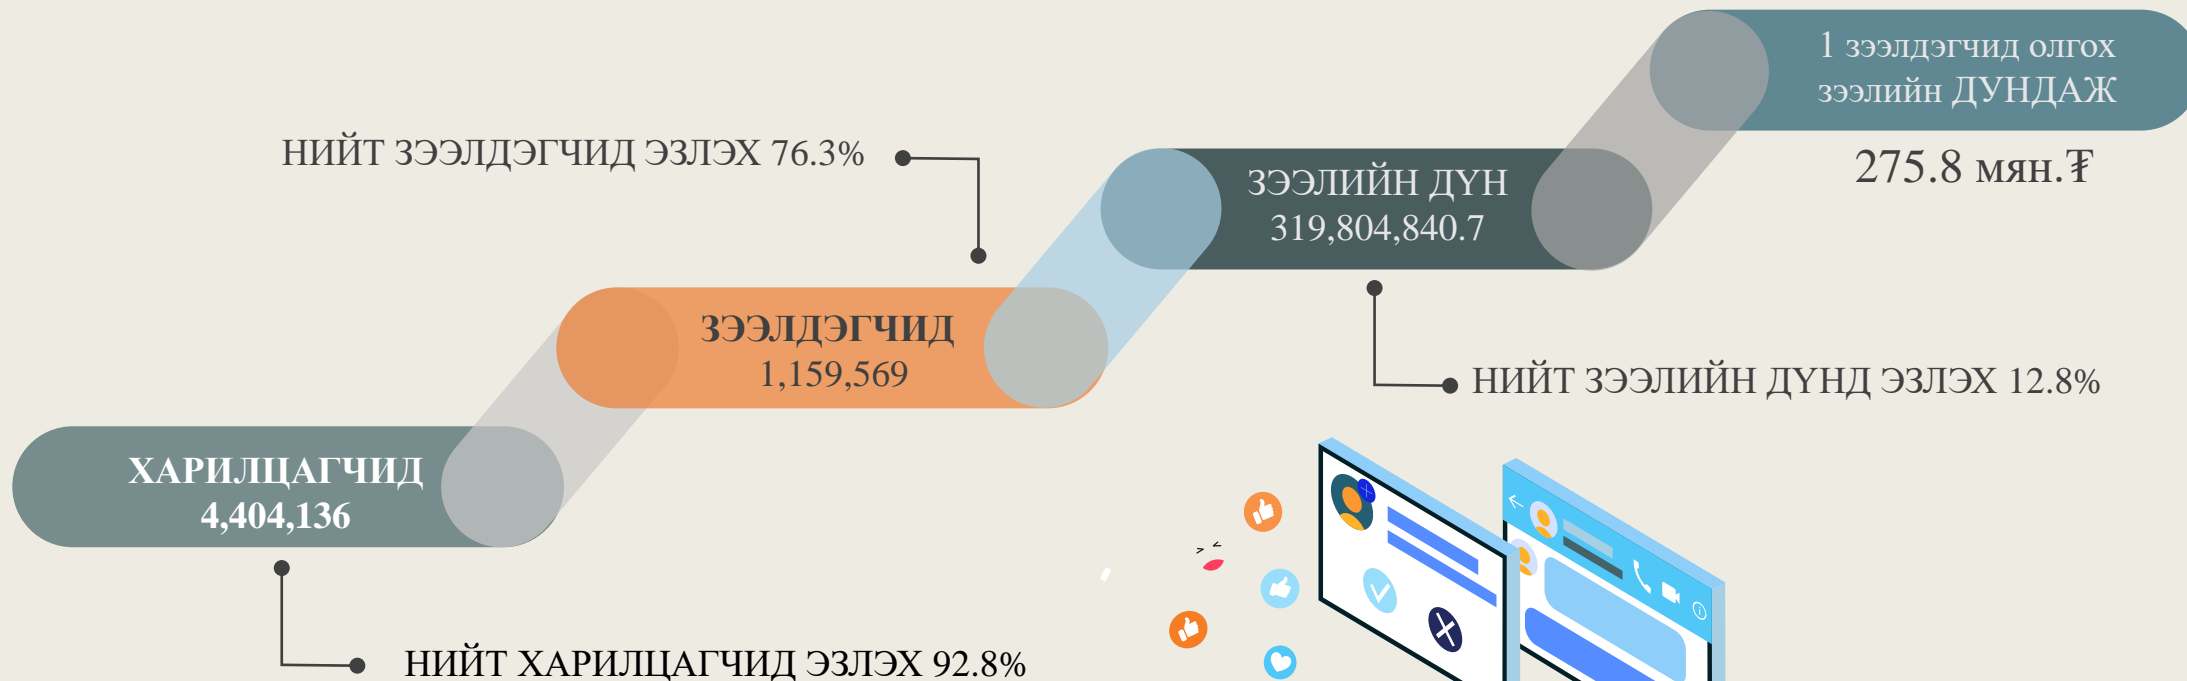 1 зээлдэгчид олгох
зээлийн ДУНДАЖ
275.8 мян.₮
НИЙТ ЗЭЭЛДЭГЧИД ЭЗЛЭХ 76.3%
ЗЭЭЛИЙН ДҮН
319,804,840.7
ЗЭЭЛДЭГЧИД
1,159,569
НИЙТ ЗЭЭЛИЙН ДҮНД ЭЗЛЭХ 12.8%
ХАРИЛЦАГЧИД
4,404,136
НИЙТ ХАРИЛЦАГЧИД ЭЗЛЭХ 92.8%